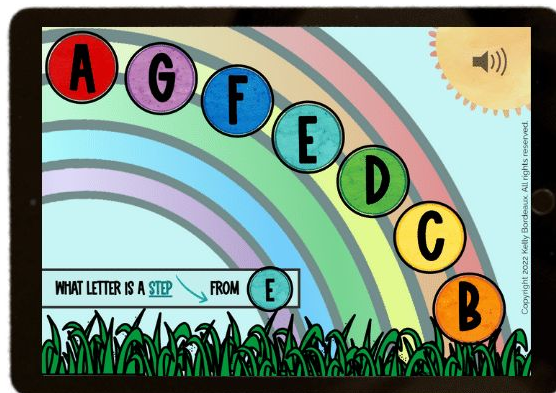 A
G
F
E
D
C
B
WHAT LETTER IS A STEP FROM E
Copyright 2022 Kelly Bordeaux. All rights reserved.